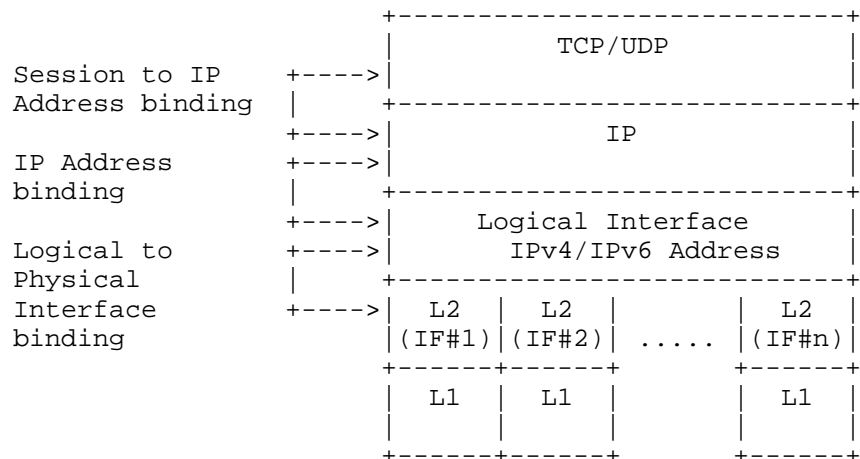 +----------------------------+
                          |          TCP/UDP           |
Session to IP       +---->|                            |
Address binding     |     +----------------------------+
                    +---->|             IP             |
IP Address          +---->|                            |
binding             |     +----------------------------+
                    +---->|     Logical Interface      |
Logical to          +---->|       IPv4/IPv6 Address    |
Physical            |     +----------------------------+
Interface           +---->|  L2  |  L2  |       |  L2  |
binding                   |(IF#1)|(IF#2)| ..... |(IF#n)|
                          +------+------+       +------+
                          |  L1  |  L1  |       |  L1  |
                          |      |      |       |      |
                          +------+------+       +------+